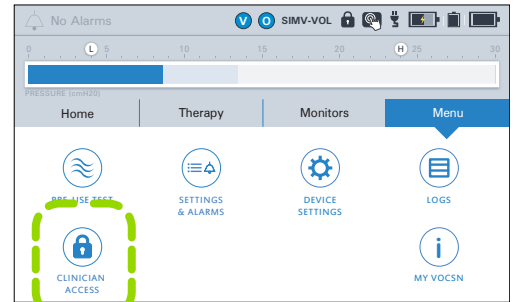 No Alarms V O SIMV-VOL
0 L 5 10 15 20 H 25 30
PRESSURE (cmH20)
Home Therapy Monitors Menu
PRE-USE TEST SETTINGS DEVICE LOGS
& ALARMS SETTINGS
CLINICIAN MY VOCSN
ACCESS